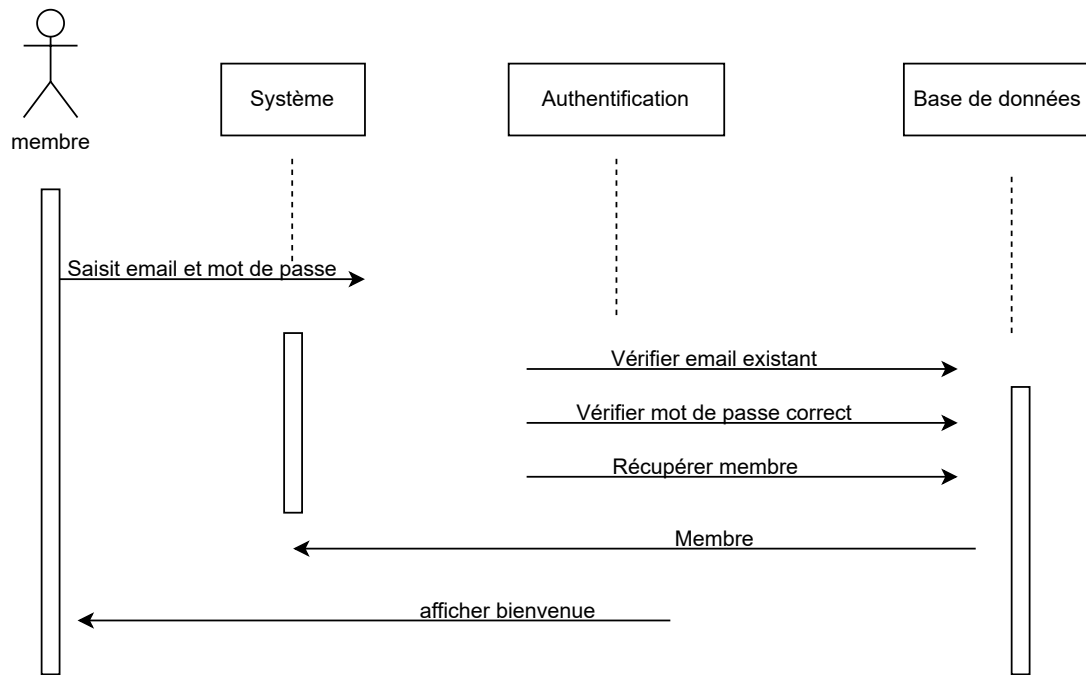 membre
Système
Authentification
Base de données
Saisit email et mot de passe
Vérifier email existant
Vérifier mot de passe correct
Récupérer membre
Membre
afficher bienvenue